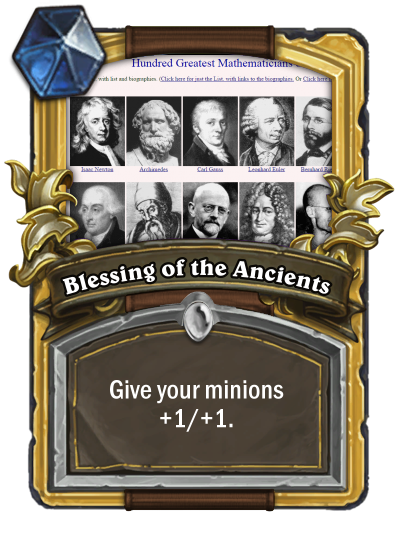 Hundred Greatest Mathematicians
with list and biographies. (Click here for just the List, with links to the biographies. Or Click here
Isaac Newton Archimedes Carl Gauss Leonhard Euler Bernhard
Blessing of the Ancients
Give your minions
+1/+1.